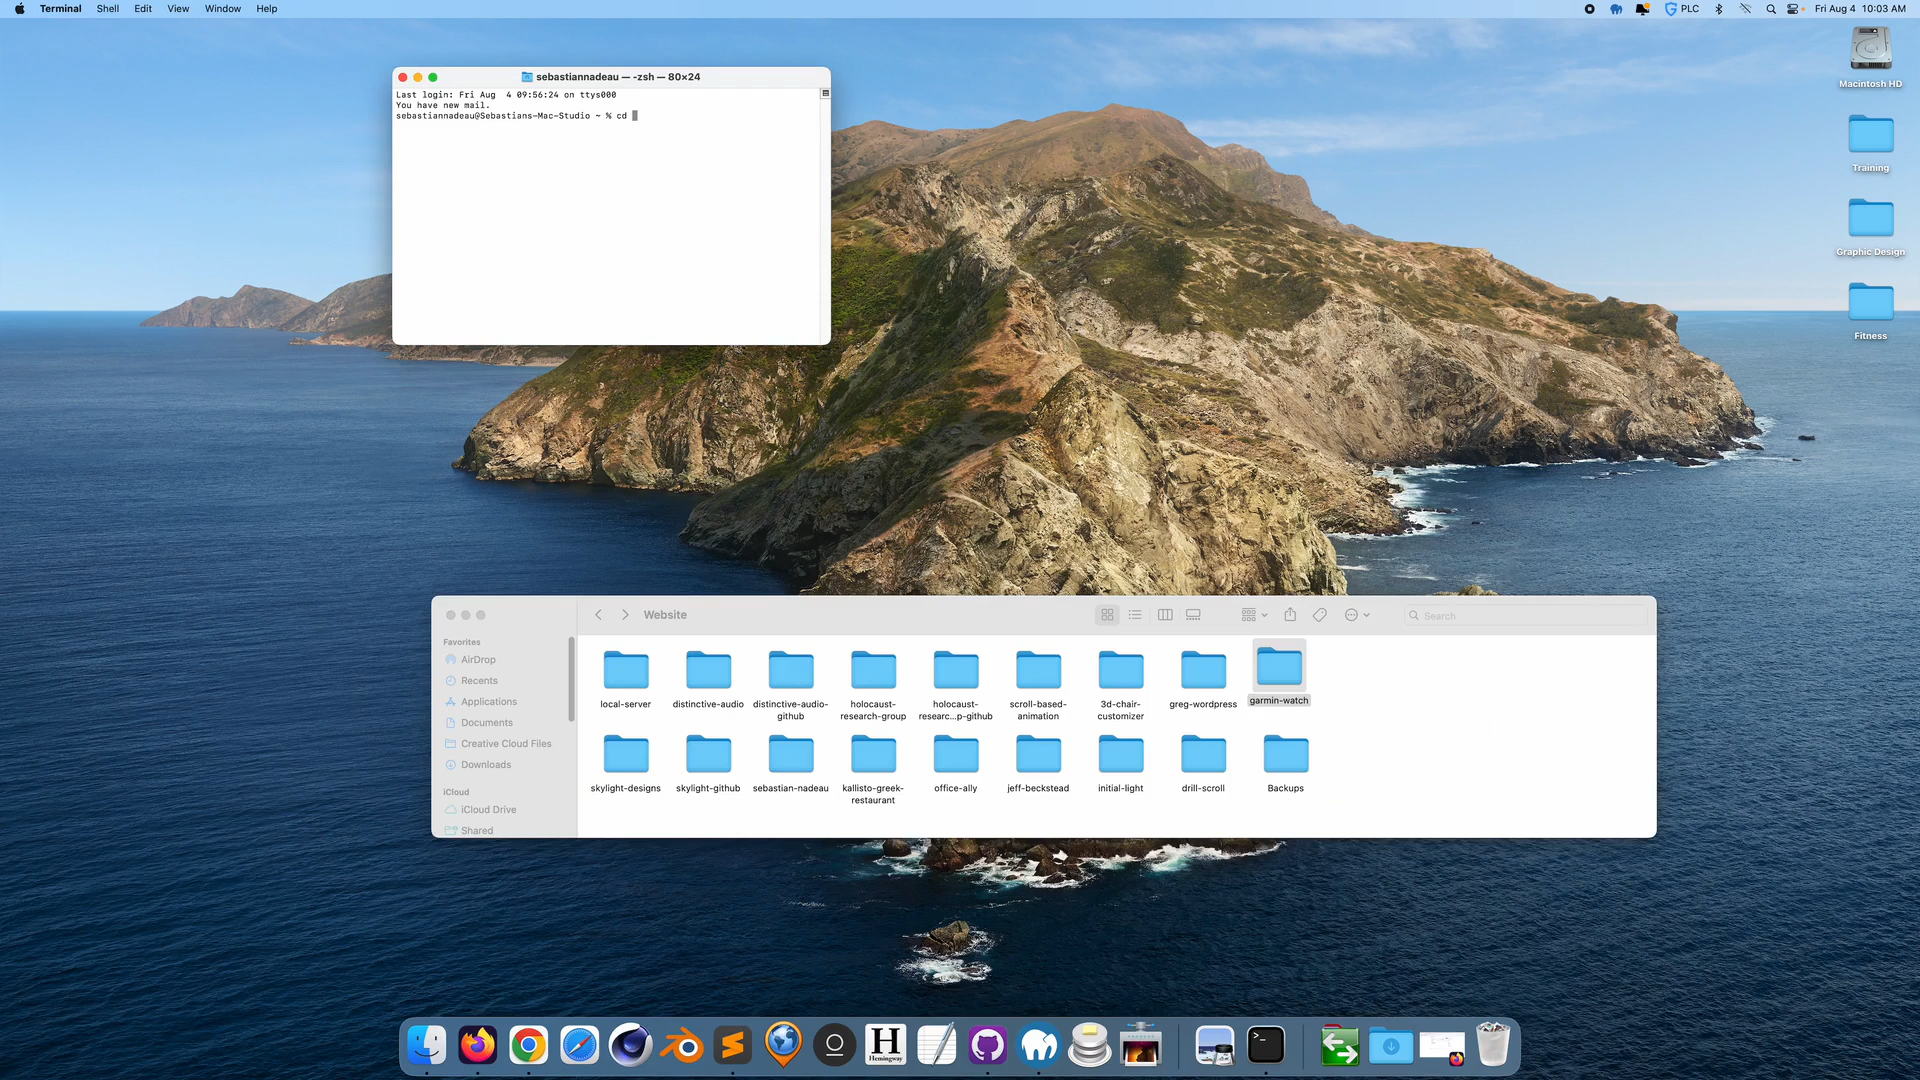 Terminal Shell Edit View Window Help
PLC Fri Aug 4 10:03 AM
Macintosh HD
Training
Graphic Design
Fitness
sebastiannadeau — -zsh — 80×24
Last login: Fri Aug  4 09:56:24 on ttys000
You have new mail.
sebastiannadeau@Sebastians-Mac-Studio ~ % cd
Website
Search
Favorites
AirDrop
Recents
Applications
Documents
Creative Cloud Files
Downloads
iCloud
iCloud Drive
Shared
local-server
distinctive-audio
distinctive-audio-
github
holocaust-
research-group
holocaust-
researc...p-github
scroll-based-
animation
3d-chair-
customizer
greg-wordpress
garmin-watch
skylight-designs
skylight-github
sebastian-nadeau
kallisto-greek-
restaurant
office-ally
jeff-beckstead
initial-light
drill-scroll
Backups
H
Hemingway
>_